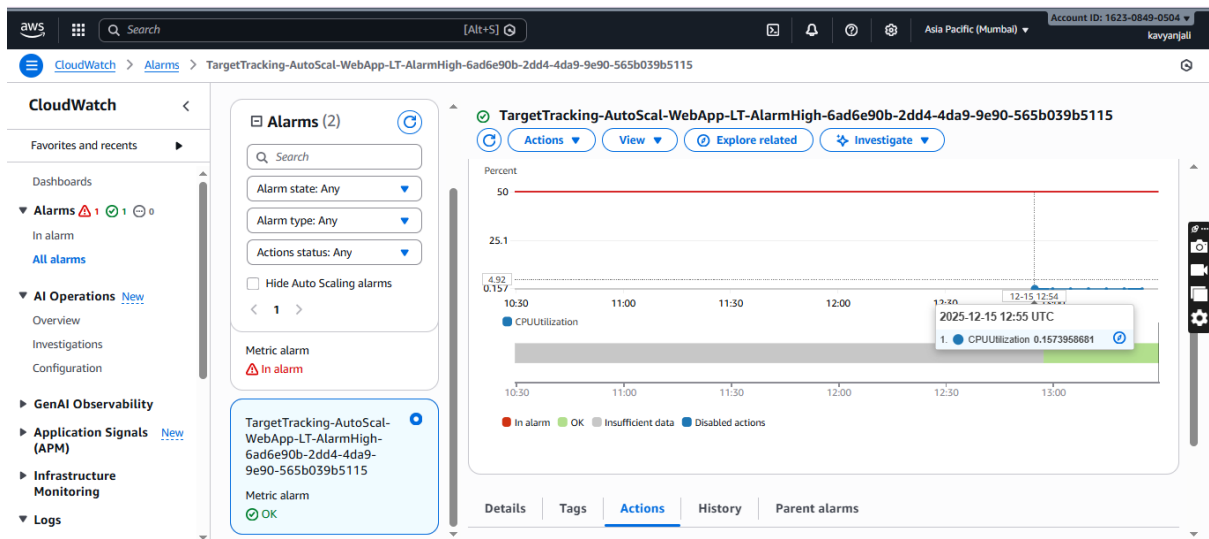 aws
Search
[Alt+S]
Asia Pacific (Mumbai)
Account ID: 1623-0849-0504
kavyanjali
CloudWatch > Alarms > TargetTracking-AutoScal-WebApp-LT-AlarmHigh-6ad6e90b-2dd4-4da9-9e90-565b039b5115
CloudWatch
Favorites and recents
Dashboards
Alarms 1 1 0
In alarm
All alarms
AI Operations New
Overview
Investigations
Configuration
GenAI Observability
Application Signals New
(APM)
Infrastructure
Monitoring
Logs
Alarms (2)
Search
Alarm state: Any
Alarm type: Any
Actions status: Any
Hide Auto Scaling alarms
< 1 >
Metric alarm
In alarm
TargetTracking-AutoScal-
WebApp-LT-AlarmHigh-
6ad6e90b-2dd4-4da9-
9e90-565b039b5115
Metric alarm
OK
TargetTracking-AutoScal-WebApp-LT-AlarmHigh-6ad6e90b-2dd4-4da9-9e90-565b039b5115
Actions
View
Explore related
Investigate
Percent
50
25.1
4.92
0.157
10:30 11:00 11:30 12:00 12:30
12-15 12:54
CPUUtilization
2025-12-15 12:55 UTC
1. CPUUtilization 0.1573958681
10:30 11:00 11:30 12:00 12:30 13:00
In alarm OK Insufficient data Disabled actions
Details Tags Actions History Parent alarms